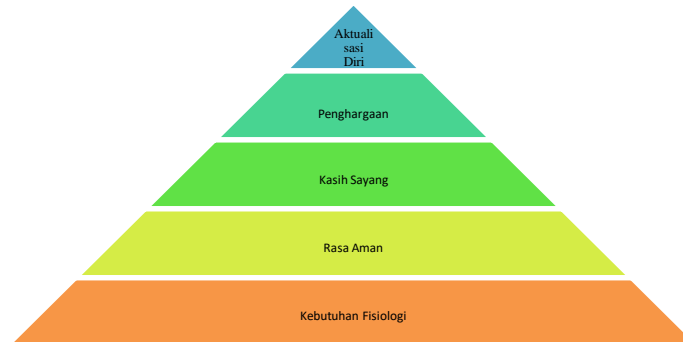 Aktuali
sasi
Diri
Penghargaan
Kasih Sayang
Rasa Aman
Kebutuhan Fisiologi